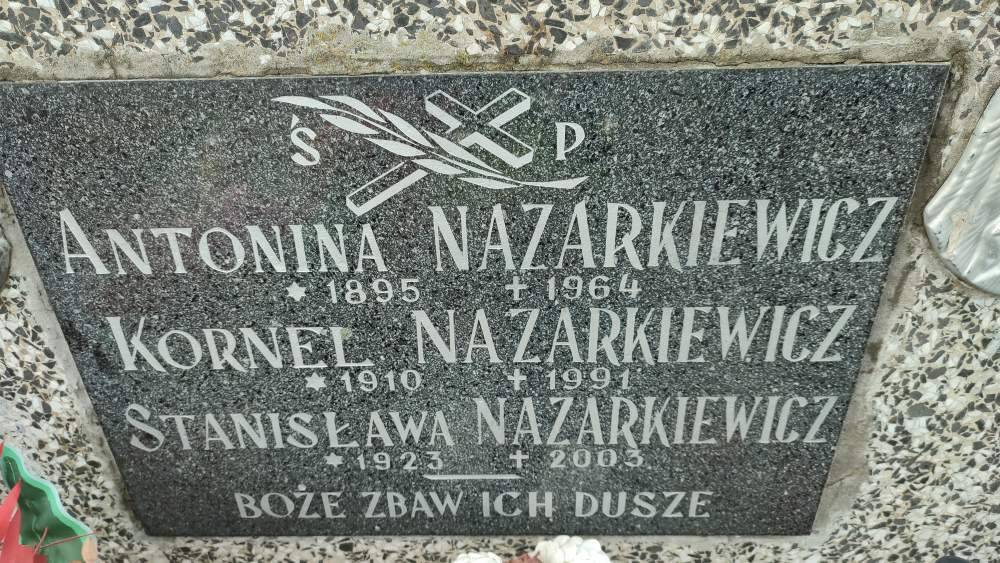 Ś P
Antonina NAZARKIEWICZ
* 1895 + 1964
Kornel NAZARKIEWICZ
* 1910 + 1991
Stanisława NAZARKIEWICZ
* 1923 + 2003
BOŻE ZBAW ICH DUSZE